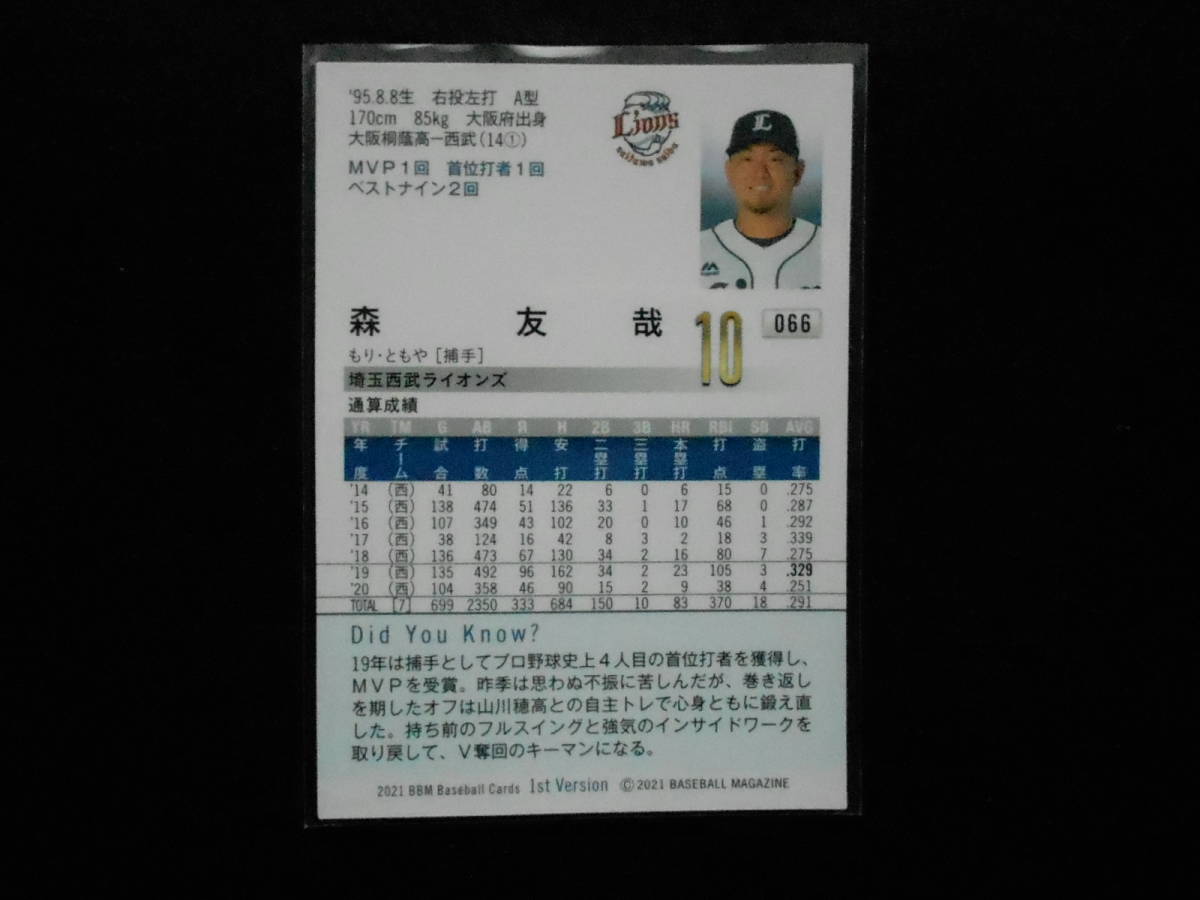 '95.8.8生 右投左打 A型
170cm 85kg 大阪府出身
大阪桐蔭高ー西武(14①)
MVP1回 首位打者1回
ベストナイン2回
Lions
L
森 友 哉 10 066
もり・ともや [捕手]
埼玉西武ライオンズ
通算成績
YR TM G AB R H 2B 3B HR RBI SB AVG
年度 チーム 試合 打数 得点 安打 二塁打 三塁打 本塁打 打点 盗塁 打率
'14 (西) 41 80 14 22 6 0 6 15 0 .275
'15 (西) 138 474 51 136 33 1 17 68 0 .287
'16 (西) 107 349 43 102 20 0 10 46 1 .292
'17 (西) 38 124 16 42 8 3 2 18 3 .339
'18 (西) 136 473 67 130 34 2 16 80 7 .275
'19 (西) 135 492 96 162 34 2 23 105 3 .329
'20 (西) 104 358 46 90 15 2 9 38 4 .251
TOTAL [7] 699 2350 333 684 150 10 83 370 18 .291
Did You Know?
19年は捕手としてプロ野球史上4人目の首位打者を獲得し、
MVPを受賞。昨季は思わぬ不振に苦しんだが、巻き返し
を期したオフは山川穂高との自主トレで心身ともに鍛え直
した。持ち前のフルスイングと強気のインサイドワークを
取り戻して、V奪回のキーマンになる。
2021 BBM Baseball Cards 1st Version ©2021 BASEBALL MAGAZINE